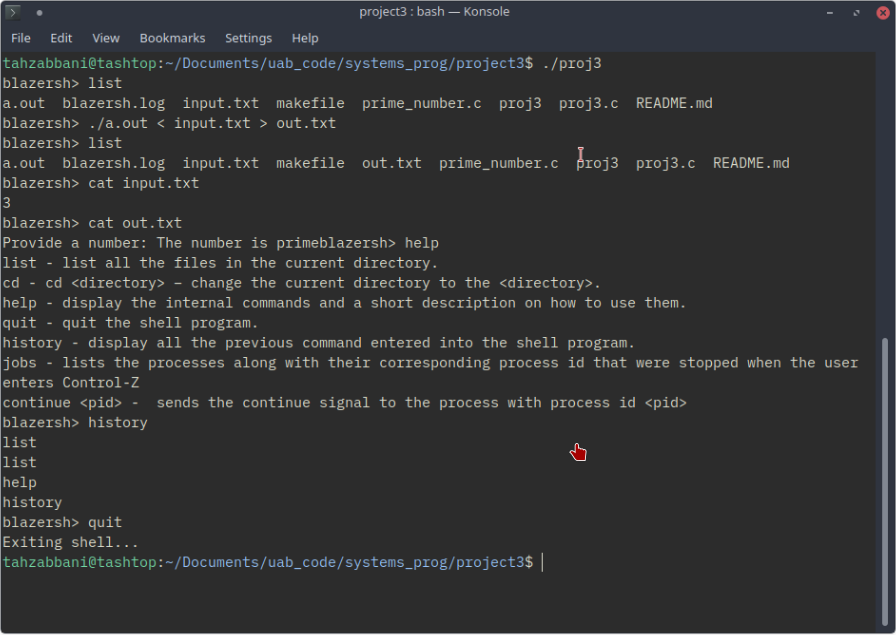 project3 : bash — Konsole
File Edit View Bookmarks Settings Help
tahzabbani@tashtop:~/Documents/uab_code/systems_prog/project3$ ./proj3
blazersh> list
a.out  blazersh.log  input.txt  makefile  prime_number.c  proj3  proj3.c  README.md
blazersh> ./a.out < input.txt > out.txt
blazersh> list
a.out  blazersh.log  input.txt  makefile  out.txt  prime_number.c  proj3  proj3.c  README.md
blazersh> cat input.txt
3
blazersh> cat out.txt
Provide a number: The number is primeblazersh> help
list - list all the files in the current directory.
cd - cd <directory> – change the current directory to the <directory>.
help - display the internal commands and a short description on how to use them.
quit - quit the shell program.
history - display all the previous command entered into the shell program.
jobs - lists the processes along with their corresponding process id that were stopped when the user
enters Control-Z
continue <pid> -  sends the continue signal to the process with process id <pid>
blazersh> history
list
list
help
history
blazersh> quit
Exiting shell...
tahzabbani@tashtop:~/Documents/uab_code/systems_prog/project3$